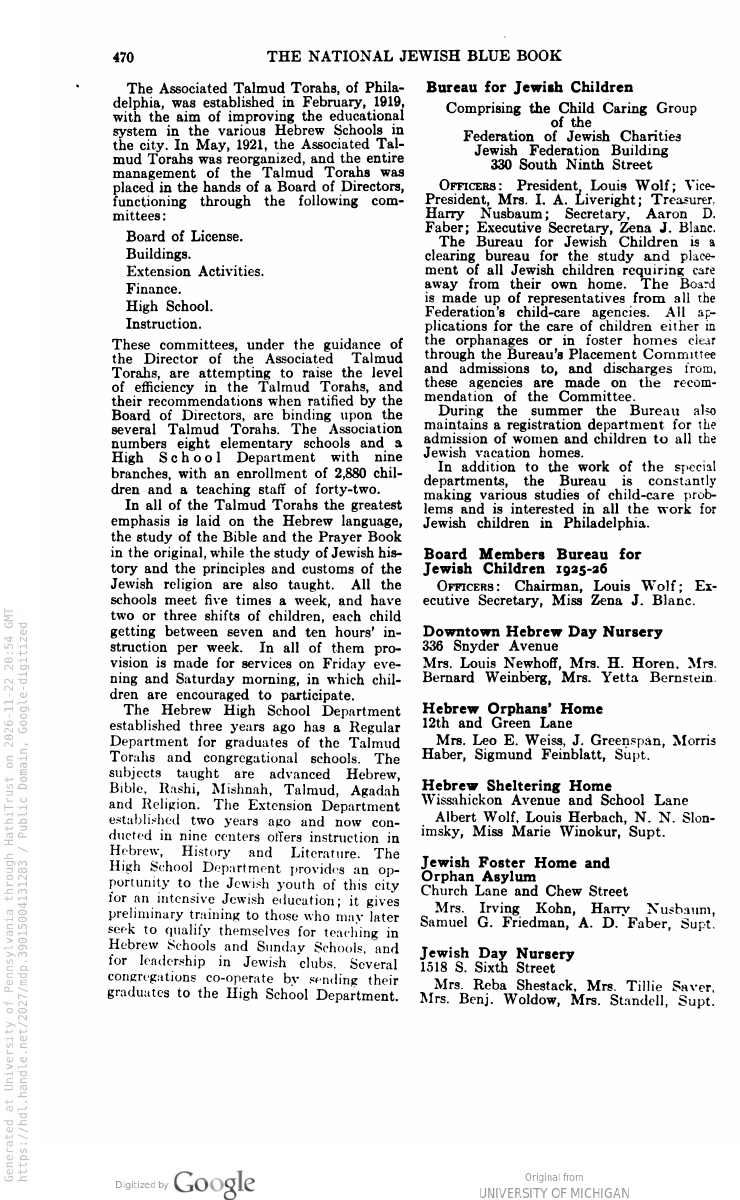 470 THE NATIONAL JEWISH BLUE BOOK
The Associated Talmud Torahs, of Phila-
delphia, was established in February, 1919,
with the aim of improving the educational
system in the various Hebrew Schools in
the city. In May, 1921, the Associated Tal-
mud Torahs was reorganized, and the entire
management of the Talmud Torahs was
placed in the hands of a Board of Directors,
functioning through the following com-
mittees:
Board of License.
Buildings.
Extension Activities.
Finance.
High School.
Instruction.
These committees, under the guidance of
the Director of the Associated Talmud
Torahs, are attempting to raise the level
of efficiency in the Talmud Torahs, and
their recommendations when ratified by the
Board of Directors, are binding upon the
several Talmud Torahs. The Association
numbers eight elementary schools and a
High School Department with nine
branches, with an enrollment of 2,880 chil-
dren and a teaching staff of forty-two.
In all of the Talmud Torahs the greatest
emphasis is laid on the Hebrew language,
the study of the Bible and the Prayer Book
in the original, while the study of Jewish his-
tory and the principles and customs of the
Jewish religion are also taught. All the
schools meet five times a week, and have
two or three shifts of children, each child
getting between seven and ten hours' in-
struction per week. In all of them pro-
vision is made for services on Friday eve-
ning and Saturday morning, in which chil-
dren are encouraged to participate.
The Hebrew High School Department
established three years ago has a Regular
Department for graduates of the Talmud
Torahs and congregational schools. The
subjects taught are advanced Hebrew,
Bible, Rashi, Mishnah, Talmud, Agadah
and Religion. The Extension Department
established two years ago and now con-
ducted in nine centers offers instruction in
Hebrew, History and Literature. The
High School Department provides an op-
portunity to the Jewish youth of this city
for an intensive Jewish education; it gives
preliminary training to those who may later
seek to qualify themselves for teaching in
Hebrew Schools and Sunday Schools, and
for leadership in Jewish clubs. Several
congregations co-operate by sending their
graduates to the High School Department.
Bureau for Jewish Children
Comprising the Child Caring Group
of the
Federation of Jewish Charities
Jewish Federation Building
330 South Ninth Street
OFFICERS: President, Louis Wolf; Vice-
President, Mrs. I. A. Liveright; Treasurer,
Harry Nusbaum; Secretary, Aaron D.
Faber; Executive Secretary, Zena J. Blanc.
The Bureau for Jewish Children is a
clearing bureau for the study and place-
ment of all Jewish children requiring care
away from their own home. The Board
is made up of representatives from all the
Federation's child-care agencies. All ap-
plications for the care of children either in
the orphanages or in foster homes clear
through the Bureau's Placement Committee
and admissions to, and discharges from,
these agencies are made on the recom-
mendation of the Committee.
During the summer the Bureau also
maintains a registration department for the
admission of women and children to all the
Jewish vacation homes.
In addition to the work of the special
departments, the Bureau is constantly
making various studies of child-care prob-
lems and is interested in all the work for
Jewish children in Philadelphia.
Board Members Bureau for
Jewish Children 1925-26
OFFICERS: Chairman, Louis Wolf; Ex-
ecutive Secretary, Miss Zena J. Blanc.
Downtown Hebrew Day Nursery
336 Snyder Avenue
Mrs. Louis Newhoff, Mrs. H. Horen, Mrs.
Bernard Weinberg, Mrs. Yetta Bernstein.
Hebrew Orphans' Home
12th and Green Lane
Mrs. Leo E. Weiss, J. Greenspan, Morris
Haber, Sigmund Feinblatt, Supt.
Hebrew Sheltering Home
Wissahickon Avenue and School Lane
Albert Wolf, Louis Herbach, N. N. Slon-
imsky, Miss Marie Winokur, Supt.
Jewish Foster Home and
Orphan Asylum
Church Lane and Chew Street
Mrs. Irving Kohn, Harry Nusbaum,
Samuel G. Friedman, A. D. Faber, Supt.
Jewish Day Nursery
1518 S. Sixth Street
Mrs. Reba Shestack, Mrs. Tillie Saver,
Mrs. Benj. Woldow, Mrs. Standell, Supt.
Generated at University of Pennsylvania through HathiTrust on 2026-11-22 20:54 GMT
https://hdl.handle.net/2027/mdp.39015004131283 / Public Domain, Google-digitized
Digitized by Google
Original from
UNIVERSITY OF MICHIGAN